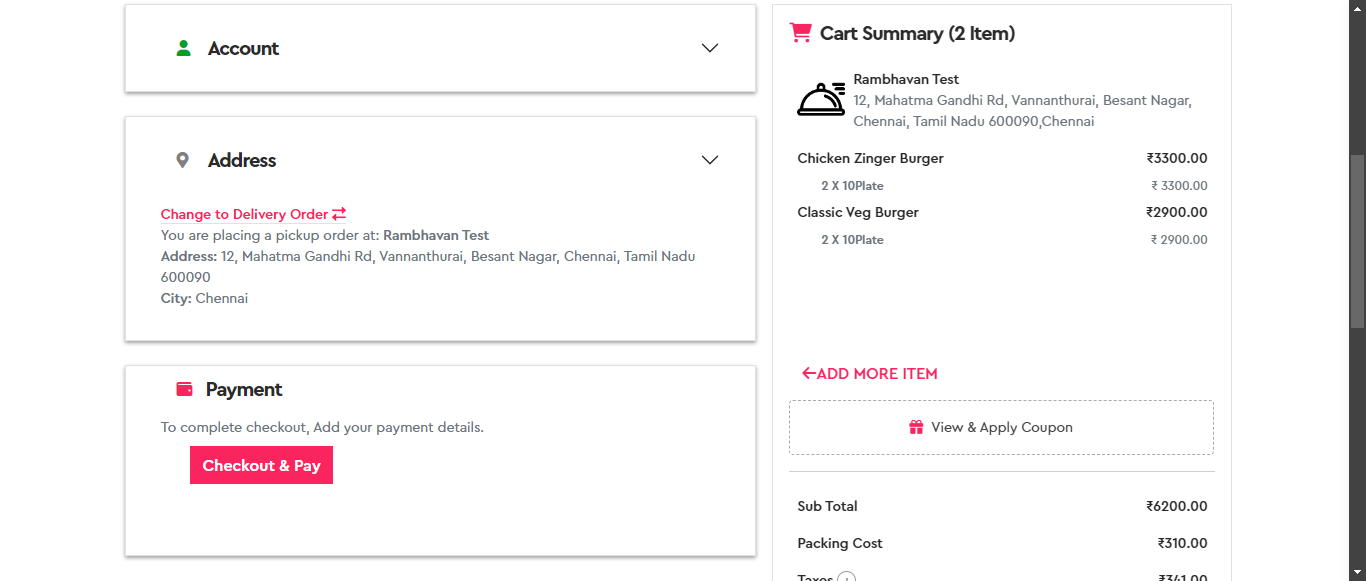 Account
Address
Change to Delivery Order
You are placing a pickup order at: Rambhavan Test
Address: 12, Mahatma Gandhi Rd, Vannanthurai, Besant Nagar, Chennai, Tamil Nadu
600090
City: Chennai
Payment
To complete checkout, Add your payment details.
Checkout & Pay
Cart Summary (2 Item)
Rambhavan Test
12, Mahatma Gandhi Rd, Vannanthurai, Besant Nagar,
Chennai, Tamil Nadu 600090,Chennai
Chicken Zinger Burger ₹3300.00
2 X 10Plate ₹ 3300.00
Classic Veg Burger ₹2900.00
2 X 10Plate ₹ 2900.00
ADD MORE ITEM
View & Apply Coupon
Sub Total ₹6200.00
Packing Cost ₹310.00
Taxes ₹341.00